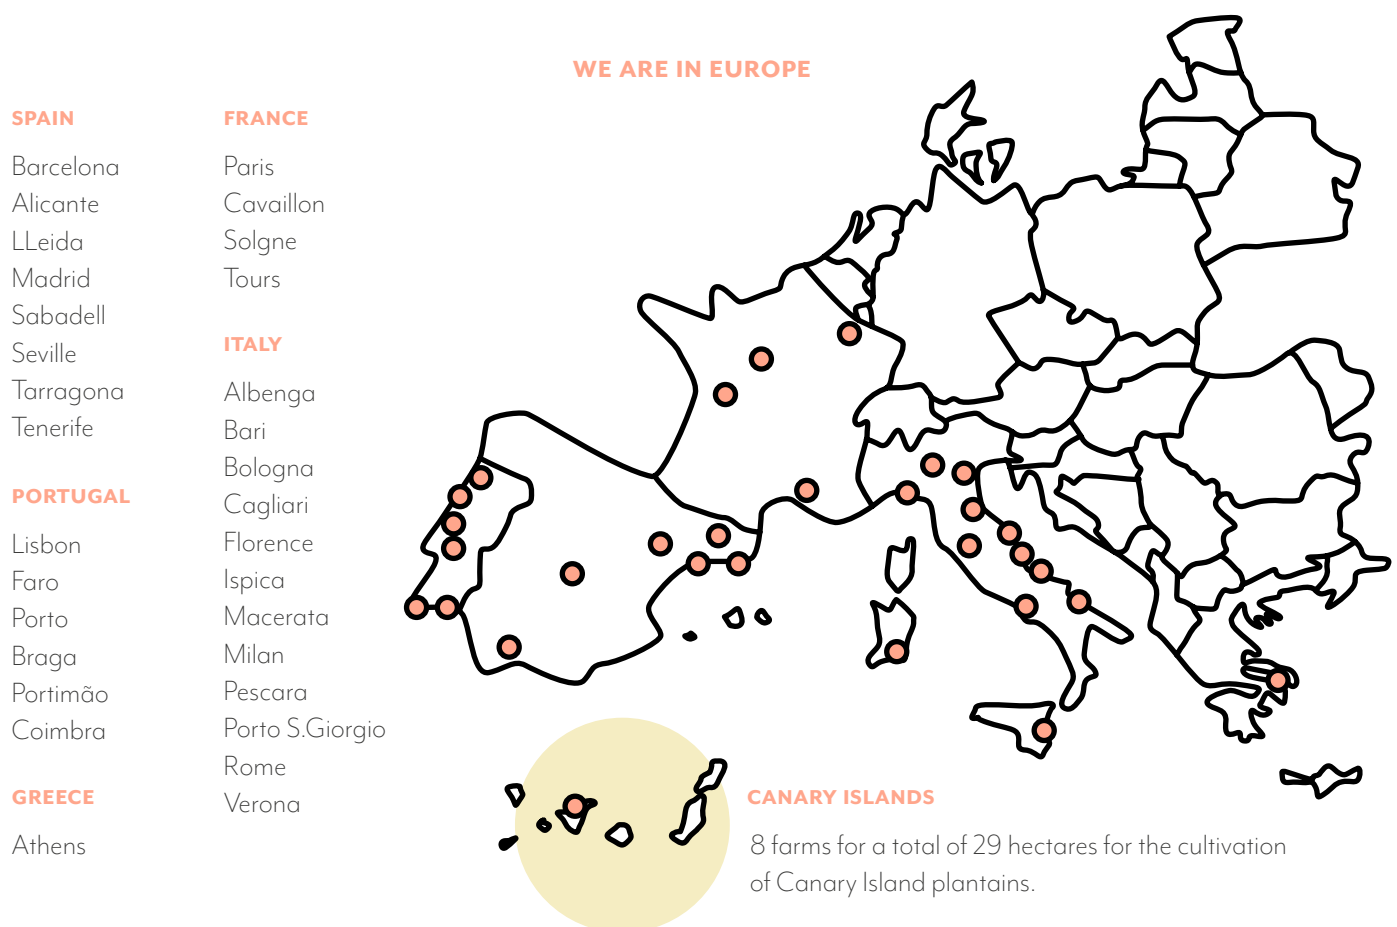 WE ARE IN EUROPE
SPAIN
Barcelona
Alicante
LLeida
Madrid
Sabadell
Seville
Tarragona
Tenerife
PORTUGAL
Lisbon
Faro
Porto
Braga
Portimão
Coimbra
GREECE
Athens
FRANCE
Paris
Cavaillon
Solgne
Tours
ITALY
Albenga
Bari
Bologna
Cagliari
Florence
Ispica
Macerata
Milan
Pescara
Porto S.Giorgio
Rome
Verona
CANARY ISLANDS
8 farms for a total of 29 hectares for the cultivation
of Canary Island plantains.